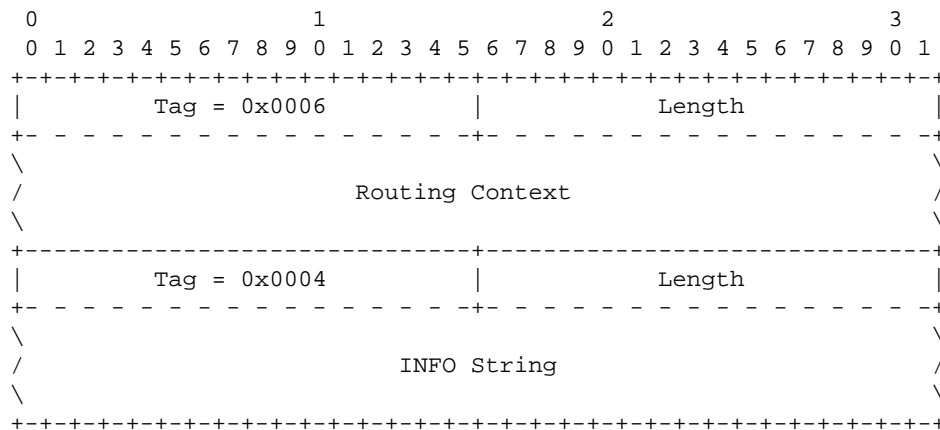 0                   1                   2                   3
 0 1 2 3 4 5 6 7 8 9 0 1 2 3 4 5 6 7 8 9 0 1 2 3 4 5 6 7 8 9 0 1
+-+-+-+-+-+-+-+-+-+-+-+-+-+-+-+-+-+-+-+-+-+-+-+-+-+-+-+-+-+-+-+-+
|         Tag = 0x0006          |            Length             |
+- - - - - - - - - - - - - - - -+- - - - - - - - - - - - - - - -+
\                                                               \
/                       Routing Context                         /
\                                                               \
+-------------------------------+-------------------------------+
|         Tag = 0x0004          |            Length             |
+- - - - - - - - - - - - - - - -+- - - - - - - - - - - - - - - -+
\                                                               \
/                          INFO String                          /
\                                                               \
+-+-+-+-+-+-+-+-+-+-+-+-+-+-+-+-+-+-+-+-+-+-+-+-+-+-+-+-+-+-+-+-+